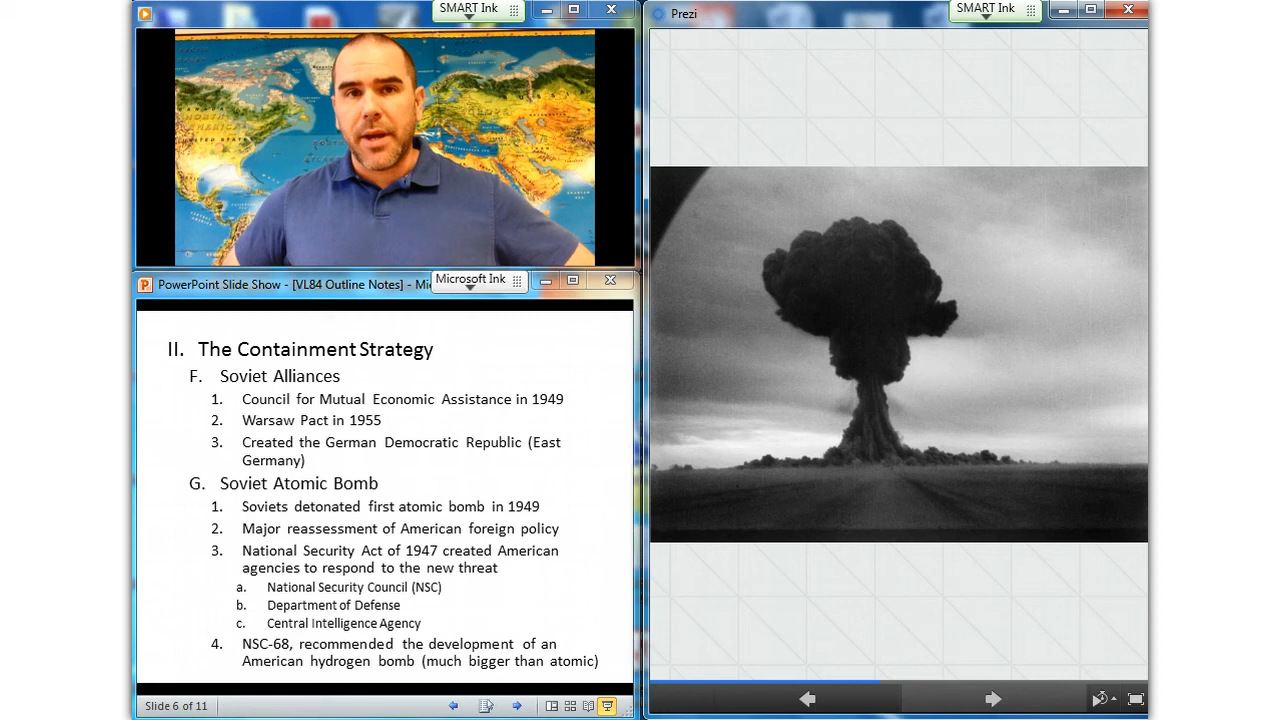 SMART Ink
SMART Ink
Prezi
PowerPoint Slide Show - [VL84 Outline Notes] - Mi
Microsoft Ink
II. The Containment Strategy
F. Soviet Alliances
1. Council for Mutual Economic Assistance in 1949
2. Warsaw Pact in 1955
3. Created the German Democratic Republic (East
Germany)
G. Soviet Atomic Bomb
1. Soviets detonated first atomic bomb in 1949
2. Major reassessment of American foreign policy
3. National Security Act of 1947 created American
agencies to respond to the new threat
a. National Security Council (NSC)
b. Department of Defense
c. Central Intelligence Agency
4. NSC-68, recommended the development of an
American hydrogen bomb (much bigger than atomic)
Slide 6 of 11